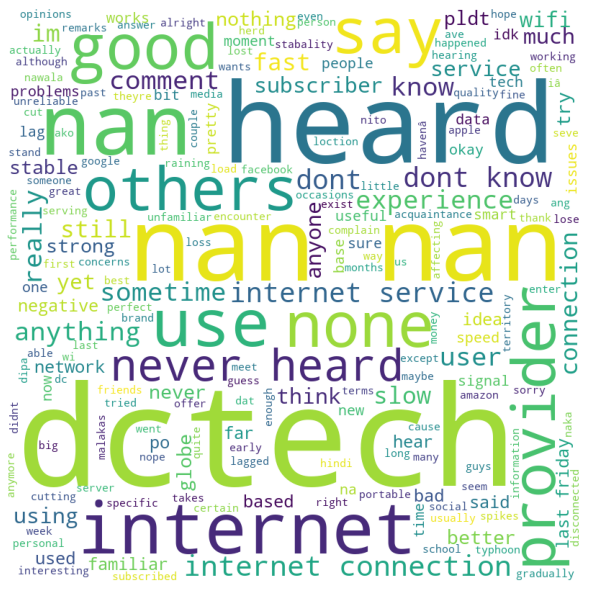 opinions
remarks
answer
alright
person
although
works
nothing
wifi
actually
moment
herd
stability
hope
im
good
say
pldt
idk
much
happened
hearing
nawala
comment
fast
people
subscriber
know
service
tech
often
problems
past
theyre
bit
lost
wants
media
unreliable
nan
heard
ave
working
quality
fine
iā
cut
ako
couple
thing
pretty
data
try
lag
google
load
raining
facebook
nito
apple
havenā
okay
issues
seve
stand
stable
others
dont
dont know
someone
great
occasions
exist
little
days
ang
performance
serving
really
still
unfamiliar
encounter
anyone
useful
acquaintance
smart
thank
lose
experience
first
concerns
yet
strong
loss
lot
complain
base
sure
way
months
us
affecting
nan nan
one
best
negative
perfect
sometime
internet service
idea
enter
provider
connection
anything
use
none
user
brand
money
speed
territory
last
able
wi
network
dipa
dc
now
never heard
meet
guess
except
maybe
signal
amazon
sorry
tried
offer
never
think
slow
didnt
friends
dat
enough
terms
new
cause
many
guys
dctech
big
nope
malakas
po
went
quite
globe
far
early
hear
long
seem
information
anymore
cutting
week
server
specific
takes
certain
based
right
na
portable
time
bad
said
last friday
naka
disconnected
using
internet
lagged
hindi
usually
social
spikes
better
personal
used
interesting
subscribed
familiar
internet connection
school
typhoon
gradually